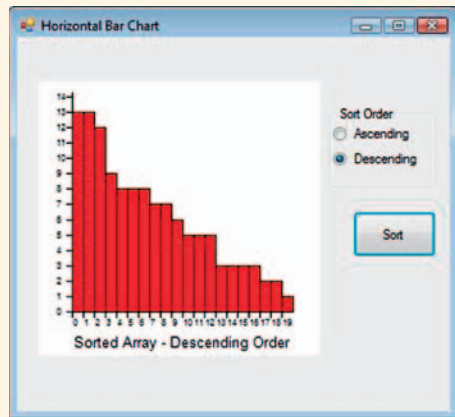 Horizontal Bar Chart
14
13
12
11
10
9
8
7
6
5
4
3
2
1
0
0 1 2 3 4 5 6 7 8 9 10 11 12 13 14 15 16 17 18 19
Sorted Array - Descending Order
Sort Order
Ascending
Descending
Sort